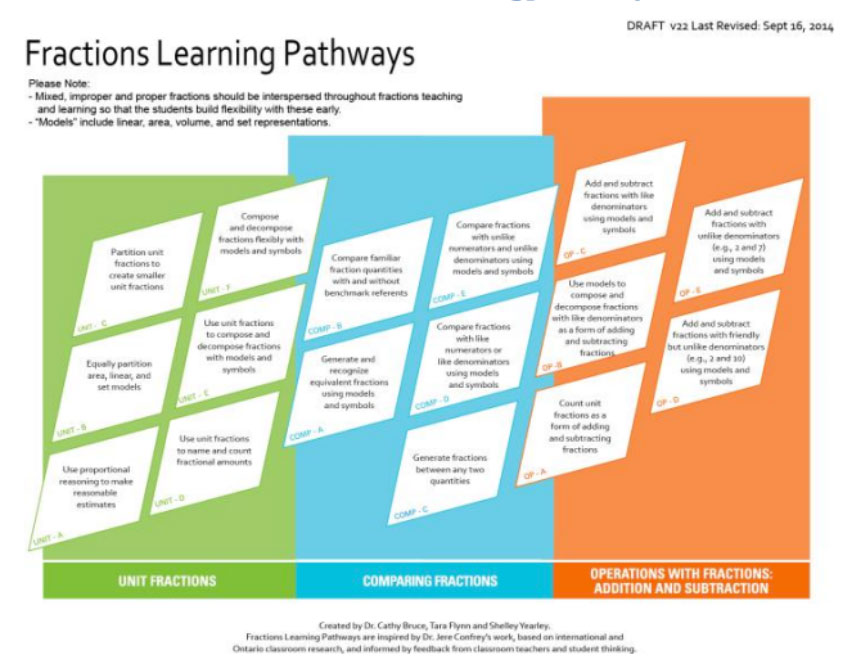 DRAFT v22 Last Revised: Sept 16, 2014
Fractions Learning Pathways
Please Note:
- Mixed, improper and proper fractions should be interspersed throughout fractions teaching
and learning so that the students build flexibility with these early.
- "Models" include linear, area, volume, and set representations.
Partition unit
fractions to
create smaller
unit fractions
UNIT - C
Equally partition
area, linear, and
set models
UNIT - B
Use proportional
reasoning to make
reasonable
estimates
UNIT - A
Compose
and decompose
fractions flexibly with
models and symbols
UNIT - F
Use unit fractions
to compose and
decompose fractions
with models and
symbols
UNIT - E
Use unit fractions
to name and count
fractional amounts
UNIT - D
Compare familiar
fraction quantities
with and without
benchmark referents
COMP - B
Generate and
recognize
equivalent fractions
using models
and symbols
COMP - A
Compare fractions
with unlike
numerators and unlike
denominators using
models and symbols
COMP - E
Compare fractions
with like
numerators or
like denominators
using models
and symbols
COMP - D
Generate fractions
between any two
quantities
COMP - C
Add and subtract
fractions with like
denominators
using models and
symbols
OP - C
Use models to
compose and
decompose fractions
with like denominators
as a form of adding
and subtracting
fractions
OP - B
Count unit
fractions as a
form of adding
and subtracting
fractions
OP - A
Add and subtract
fractions with
unlike denominators
(e.g., 2 and 7)
using models
and symbols
OP - E
Add and subtract
fractions with friendly
but unlike denominators
(e.g., 2 and 10)
using models and
symbols
OP - D
UNIT FRACTIONS
COMPARING FRACTIONS
OPERATIONS WITH FRACTIONS:
ADDITION AND SUBTRACTION
Created by Dr. Cathy Bruce, Tara Flynn and Shelley Yearley.
Fractions Learning Pathways are inspired by Dr. Jere Confrey's work, based on international and
Ontario classroom research, and informed by feedback from classroom teachers and student thinking.